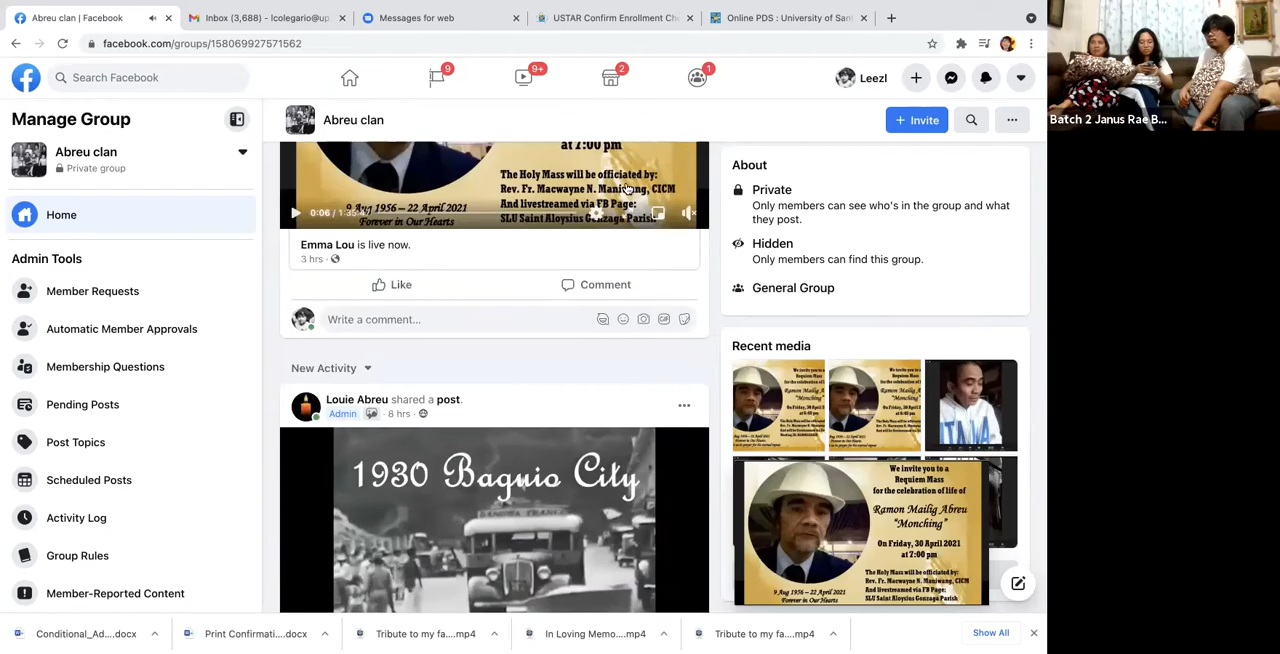 Abreu clan | Facebook
Inbox (3,688) - lcolegario@up
Messages for web
USTAR Confirm Enrollment Che
Online PDS : University of San
facebook.com/groups/158069927571562
Search Facebook
9
9+
2
1
Leezl
Manage Group
Abreu clan
Private group
Home
Admin Tools
Member Requests
Automatic Member Approvals
Membership Questions
Pending Posts
Post Topics
Scheduled Posts
Activity Log
Group Rules
Member-Reported Content
Abreu clan
+ Invite
at 7:00 pm
The Holy Mass will be officiated by:
Rev. Fr. Macwayne N. Maniwang, CICM
And livestreamed via FB Page:
SLU Saint Aloysius Gonzaga Parish
9 Aug 1956 – 22 April 2021
Forever in Our Hearts
0:06
Emma Lou is live now.
3 hrs
Like
Comment
Write a comment...
New Activity
Louie Abreu shared a post.
Admin
8 hrs
1930 Baguio City
About
Private
Only members can see who's in the group and what
they post.
Hidden
Only members can find this group.
General Group
Recent media
We invite you to a
Requiem Mass
for the celebration of life of
Ramon Mailig Abreu
"Monching"
On Friday, 30 April 2021
at 7:00 pm
The Holy Mass will be officiated by:
Rev. Fr. Macwayne N. Maniwang, CICM
And livestreamed via FB Page:
SLU Saint Aloysius Gonzaga Parish
9 Aug 1956 – 22 April 2021
Forever in Our Hearts
Conditional_Ad....docx
Print Confirmati....docx
Tribute to my fa....mp4
In Loving Memo....mp4
Tribute to my fa....mp4
Show All
Batch 2 Janus Rae B...